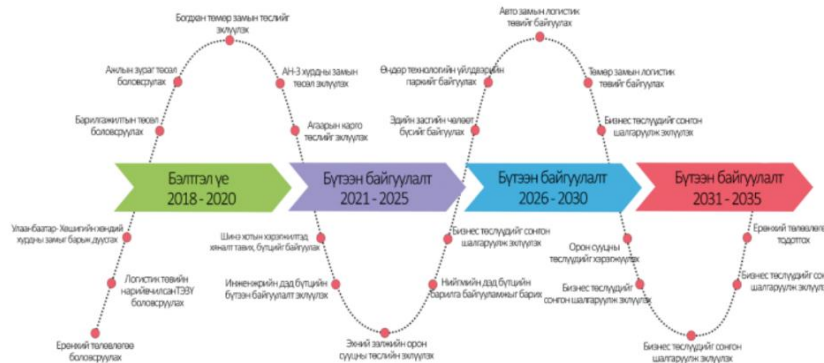 Богдхан төмөр замын төслийг
эхлүүлэх
Ажлын зураг төсөл
боловсрулах
Барилгажилтын төсөл
боловсруулах
АН-3 хурдны замын
төсөл эхлүүлэх
Агаарын карго
төслийг эхлүүлэх
Авто замын логистик
төвийг байгуулах
Өндөр технологийн үйлдвэрийн
паркийг байгуулах
Эдийн засгийн чөлөөт
бүсийг байгуулах
Төмөр замын логистик
төвийг байгуулах
Бизнес төслүүдийг сонгон
шалгаруулж эхлүүлэх
Бэлтгэл үе
2018 - 2020
Бүтээн байгуулалт
2021 - 2025
Бүтээн байгуулалт
2026 - 2030
Бүтээн байгуулалт
2031 - 2035
Улаан-баатар- Хөшигийн хөндий
хурдны замыг барьж дуусгах
Логистик төвийн
нарийвчилсан ТЭЗҮ
боловсруулах
Ерөнхий төлөвлөгөө
боловсруулах
Шинэ хотын хэрэгжилтэд
хяналт тавих, бүтцийг байгуулах
Инженерийн дэд бүтцийн
бүтээн байгуулалт эхлүүлэх
Эхний ээлжийн орон
сууцны төслийн эхлүүлэх
Бизнес төслүүдийг сонгон
шалгаруулж эхлүүлэх
Нийгмийн дэд бүтцийн
барилга байгууламжыг барих
Орон сууцны
төслүүдийг хэрэгжүүлэх
Бизнес төслүүдийг
сонгон шалгаруулж эхлүүлэх
Бизнес төслүүдийг сонгон
шалгаруулж эхлүүлэх
Ерөнхий төлөвлөгөөг
тодотгох
Бизнес төслүүдийг сонгон
шалгаруулж эхлүүлэх